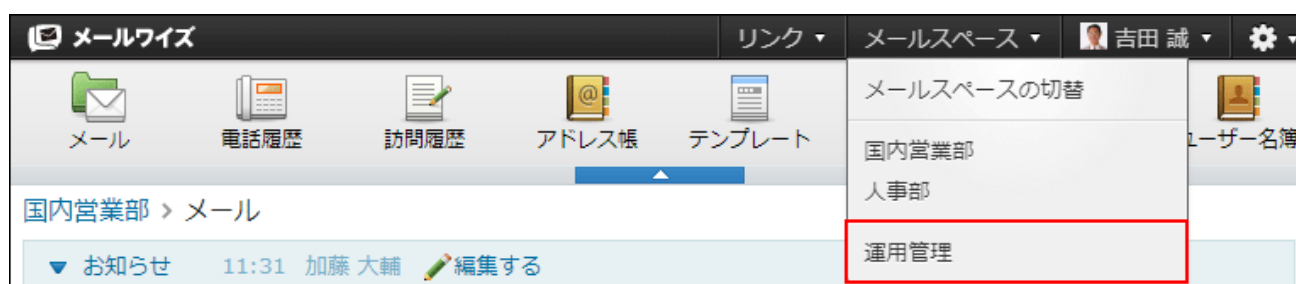 メールワイズ リンク ▼ メールスペース ▼ 吉田 誠 ▼
メール 電話履歴 訪問履歴 アドレス帳 テンプレート ユーザー名簿
メールスペースの切替
国内営業部
人事部
運用管理
国内営業部 > メール
▼ お知らせ 11:31 加藤 大輔 編集する